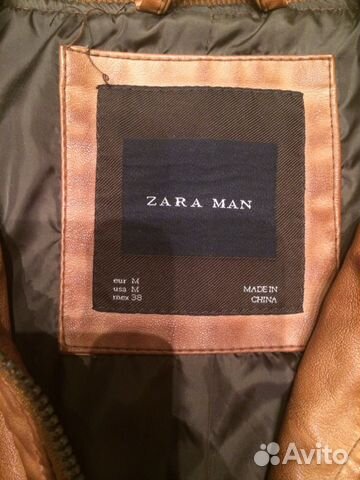 ZARA MAN
eur M
usa M
mex 38
MADE IN
CHINA
Avito